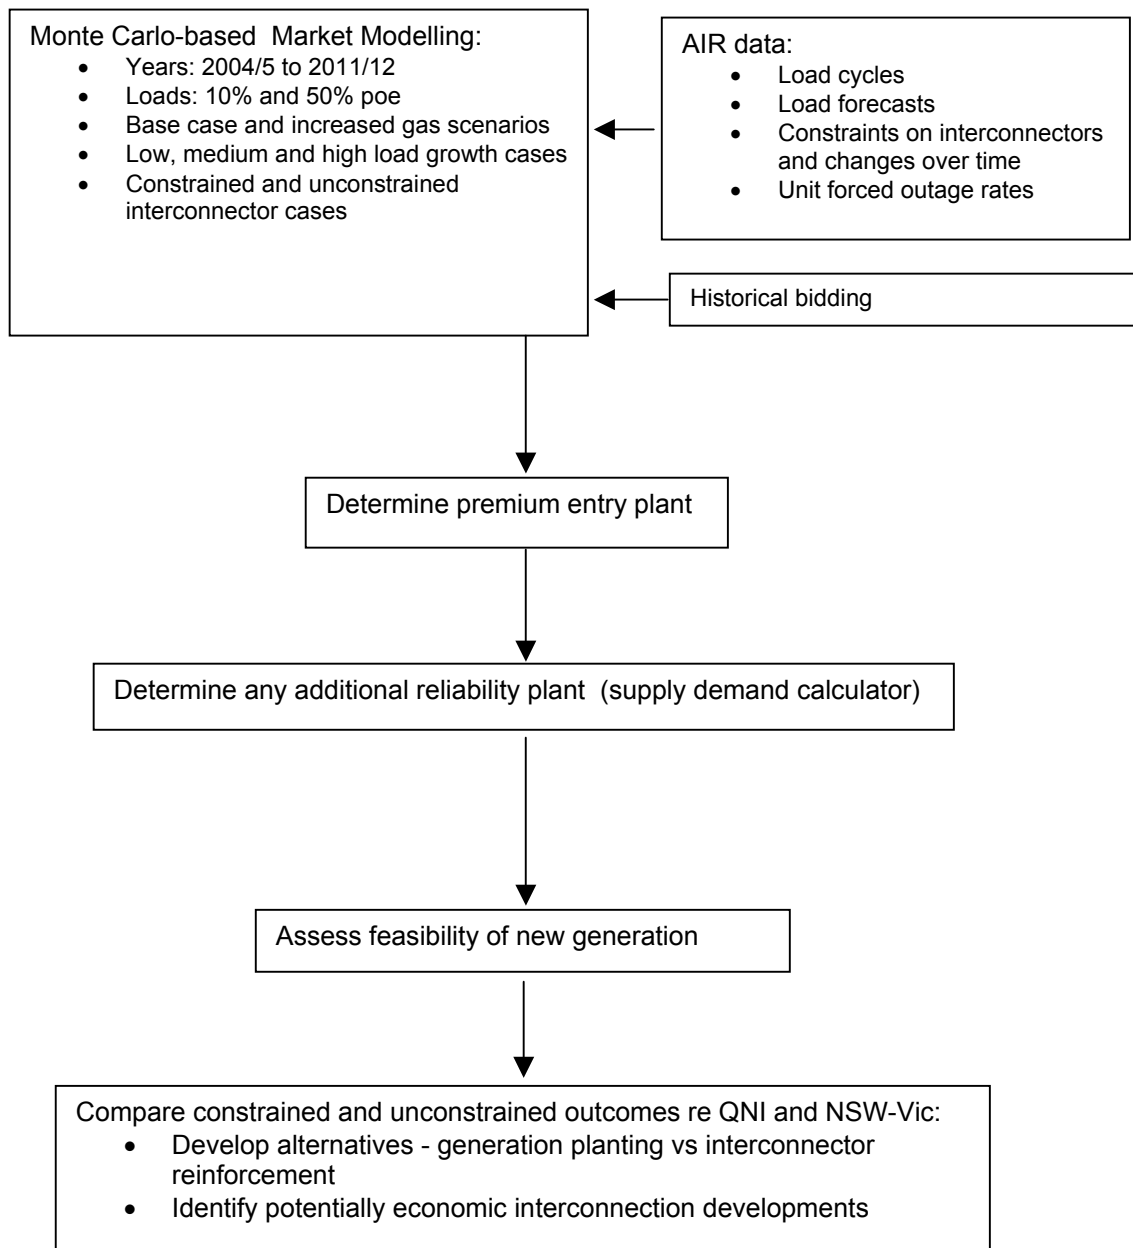 Monte Carlo-based  Market Modelling:
• Years: 2004/5 to 2011/12
• Loads: 10% and 50% poe
• Base case and increased gas scenarios
• Low, medium and high load growth cases
• Constrained and unconstrained
interconnector cases
AIR data:
• Load cycles
• Load forecasts
• Constraints on interconnectors
and changes over time
• Unit forced outage rates
Historical bidding
Determine premium entry plant
Determine any additional reliability plant  (supply demand calculator)
Assess feasibility of new generation
Compare constrained and unconstrained outcomes re QNI and NSW-Vic:
• Develop alternatives - generation planting vs interconnector
reinforcement
• Identify potentially economic interconnection developments